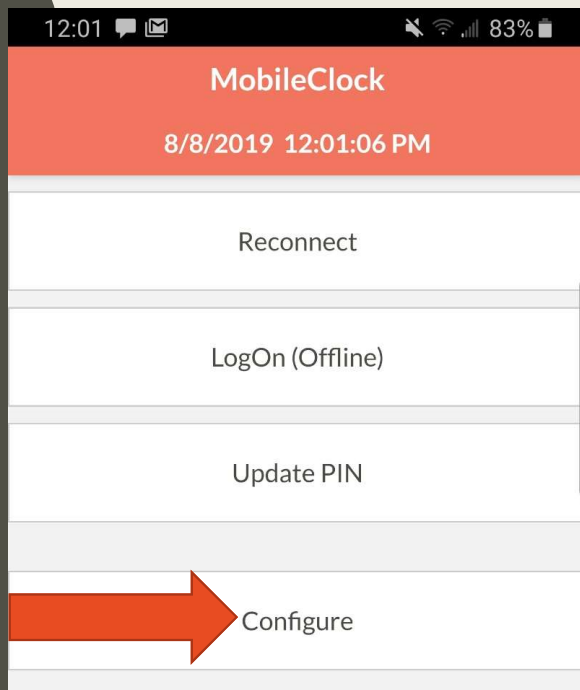 12:01 83%
MobileClock
8/8/2019 12:01:06 PM
Reconnect
LogOn (Offline)
Update PIN
Configure